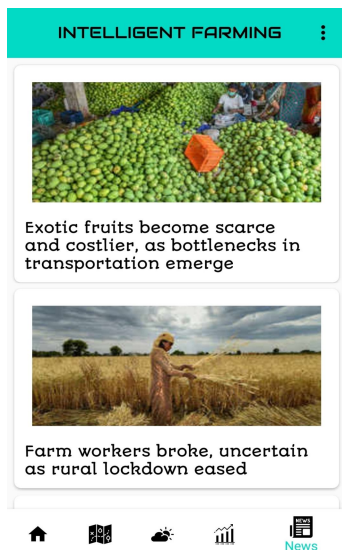 INTELLIGENT FARMING
Exotic fruits become scarce
and costlier, as bottlenecks in
transportation emerge
Farm workers broke, uncertain
as rural lockdown eased
NEWS
News